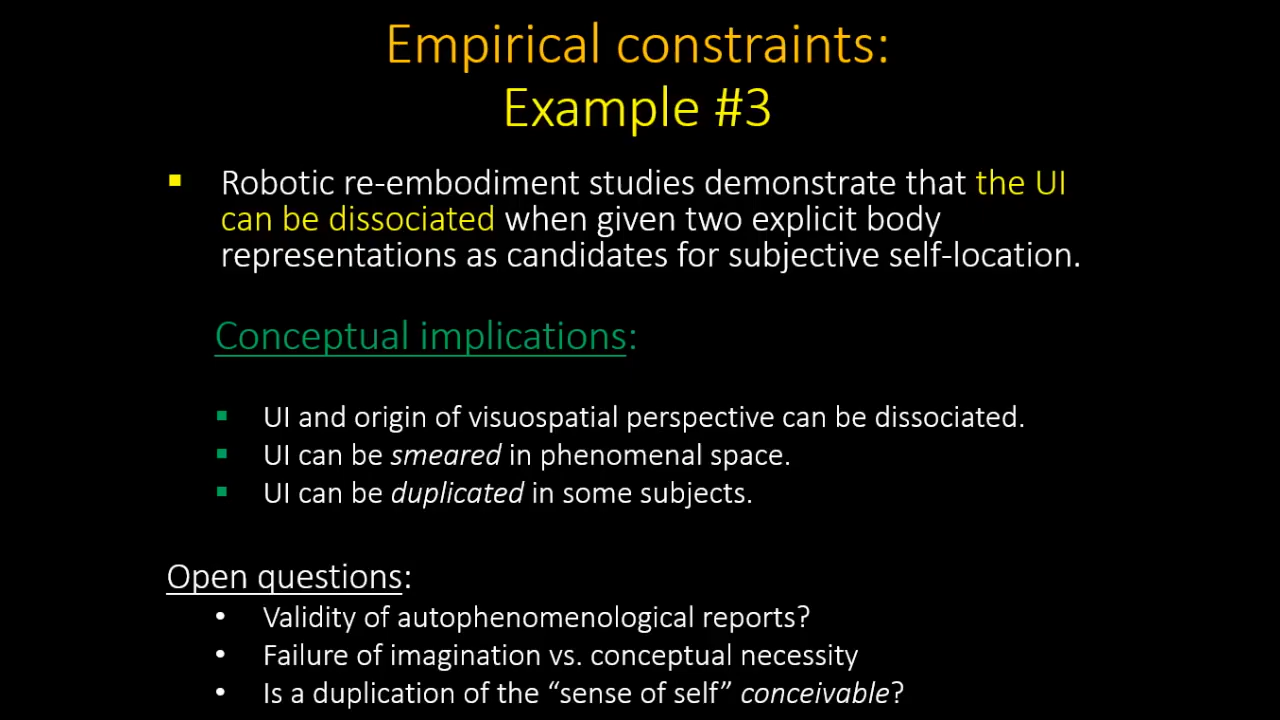 Empirical constraints:
Example #3
Robotic re-embodiment studies demonstrate that the UI
can be dissociated when given two explicit body
representations as candidates for subjective self-location.
Conceptual implications:
UI and origin of visuospatial perspective can be dissociated.
UI can be smeared in phenomenal space.
UI can be duplicated in some subjects.
Open questions:
Validity of autophenomenological reports?
Failure of imagination vs. conceptual necessity
Is a duplication of the “sense of self” conceivable?